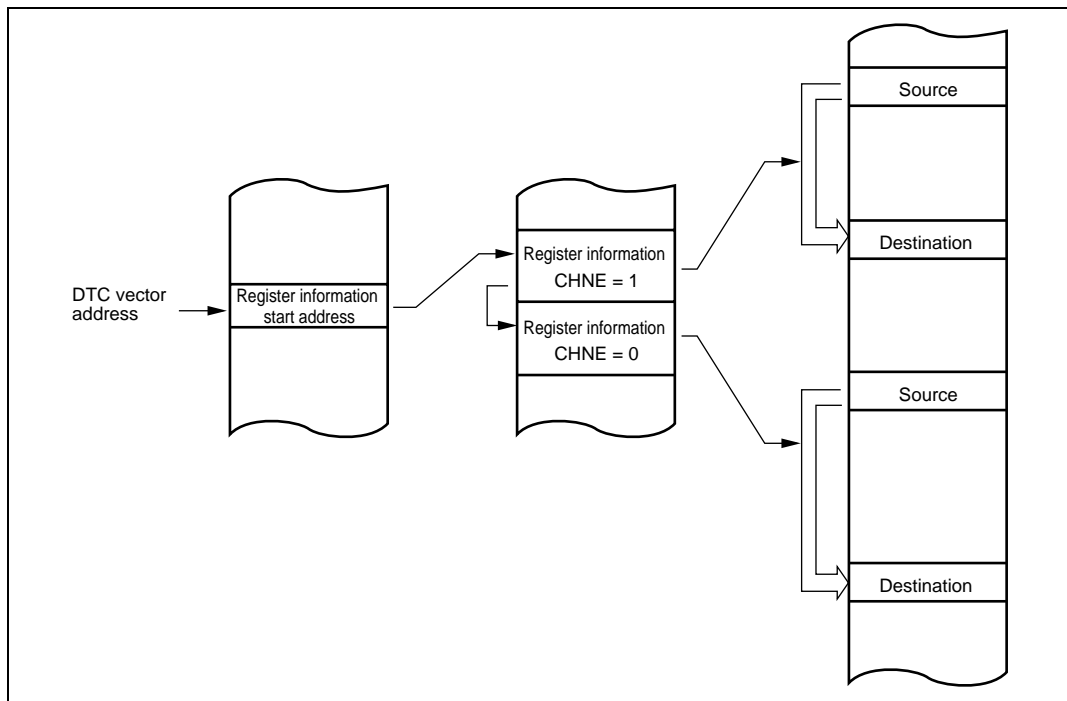 DTC vector
address
Register information
start address
Register information
CHNE = 1
Register information
CHNE = 0
Source
Destination
Source
Destination